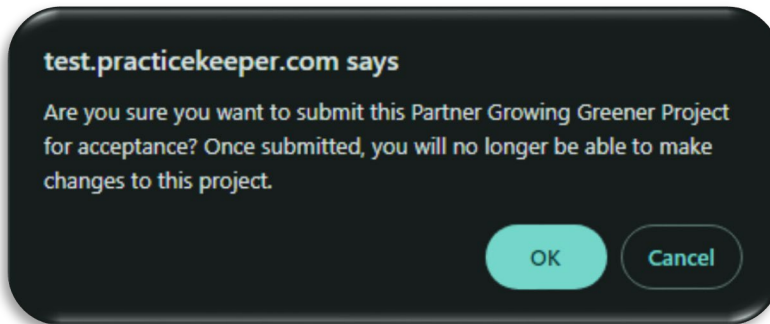 test.practicekeeper.com says
Are you sure you want to submit this Partner Growing Greener Project
for acceptance? Once submitted, you will no longer be able to make
changes to this project.
OK
Cancel